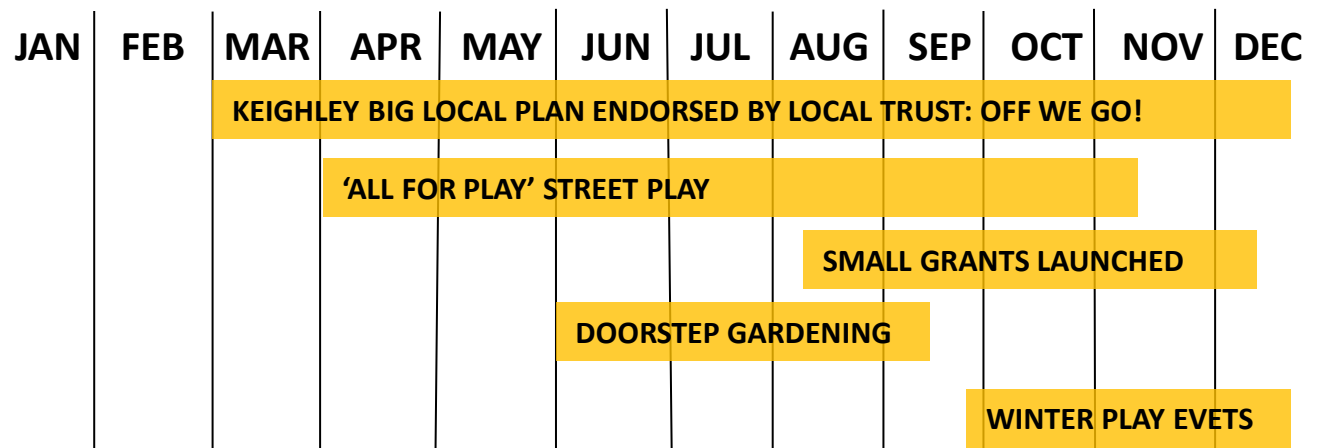 JAN FEB MAR APR MAY JUN JUL AUG SEP OCT NOV DEC
KEIGHLEY BIG LOCAL PLAN ENDORSED BY LOCAL TRUST: OFF WE GO!
‘ALL FOR PLAY’ STREET PLAY
SMALL GRANTS LAUNCHED
DOORSTEP GARDENING
WINTER PLAY EVETS